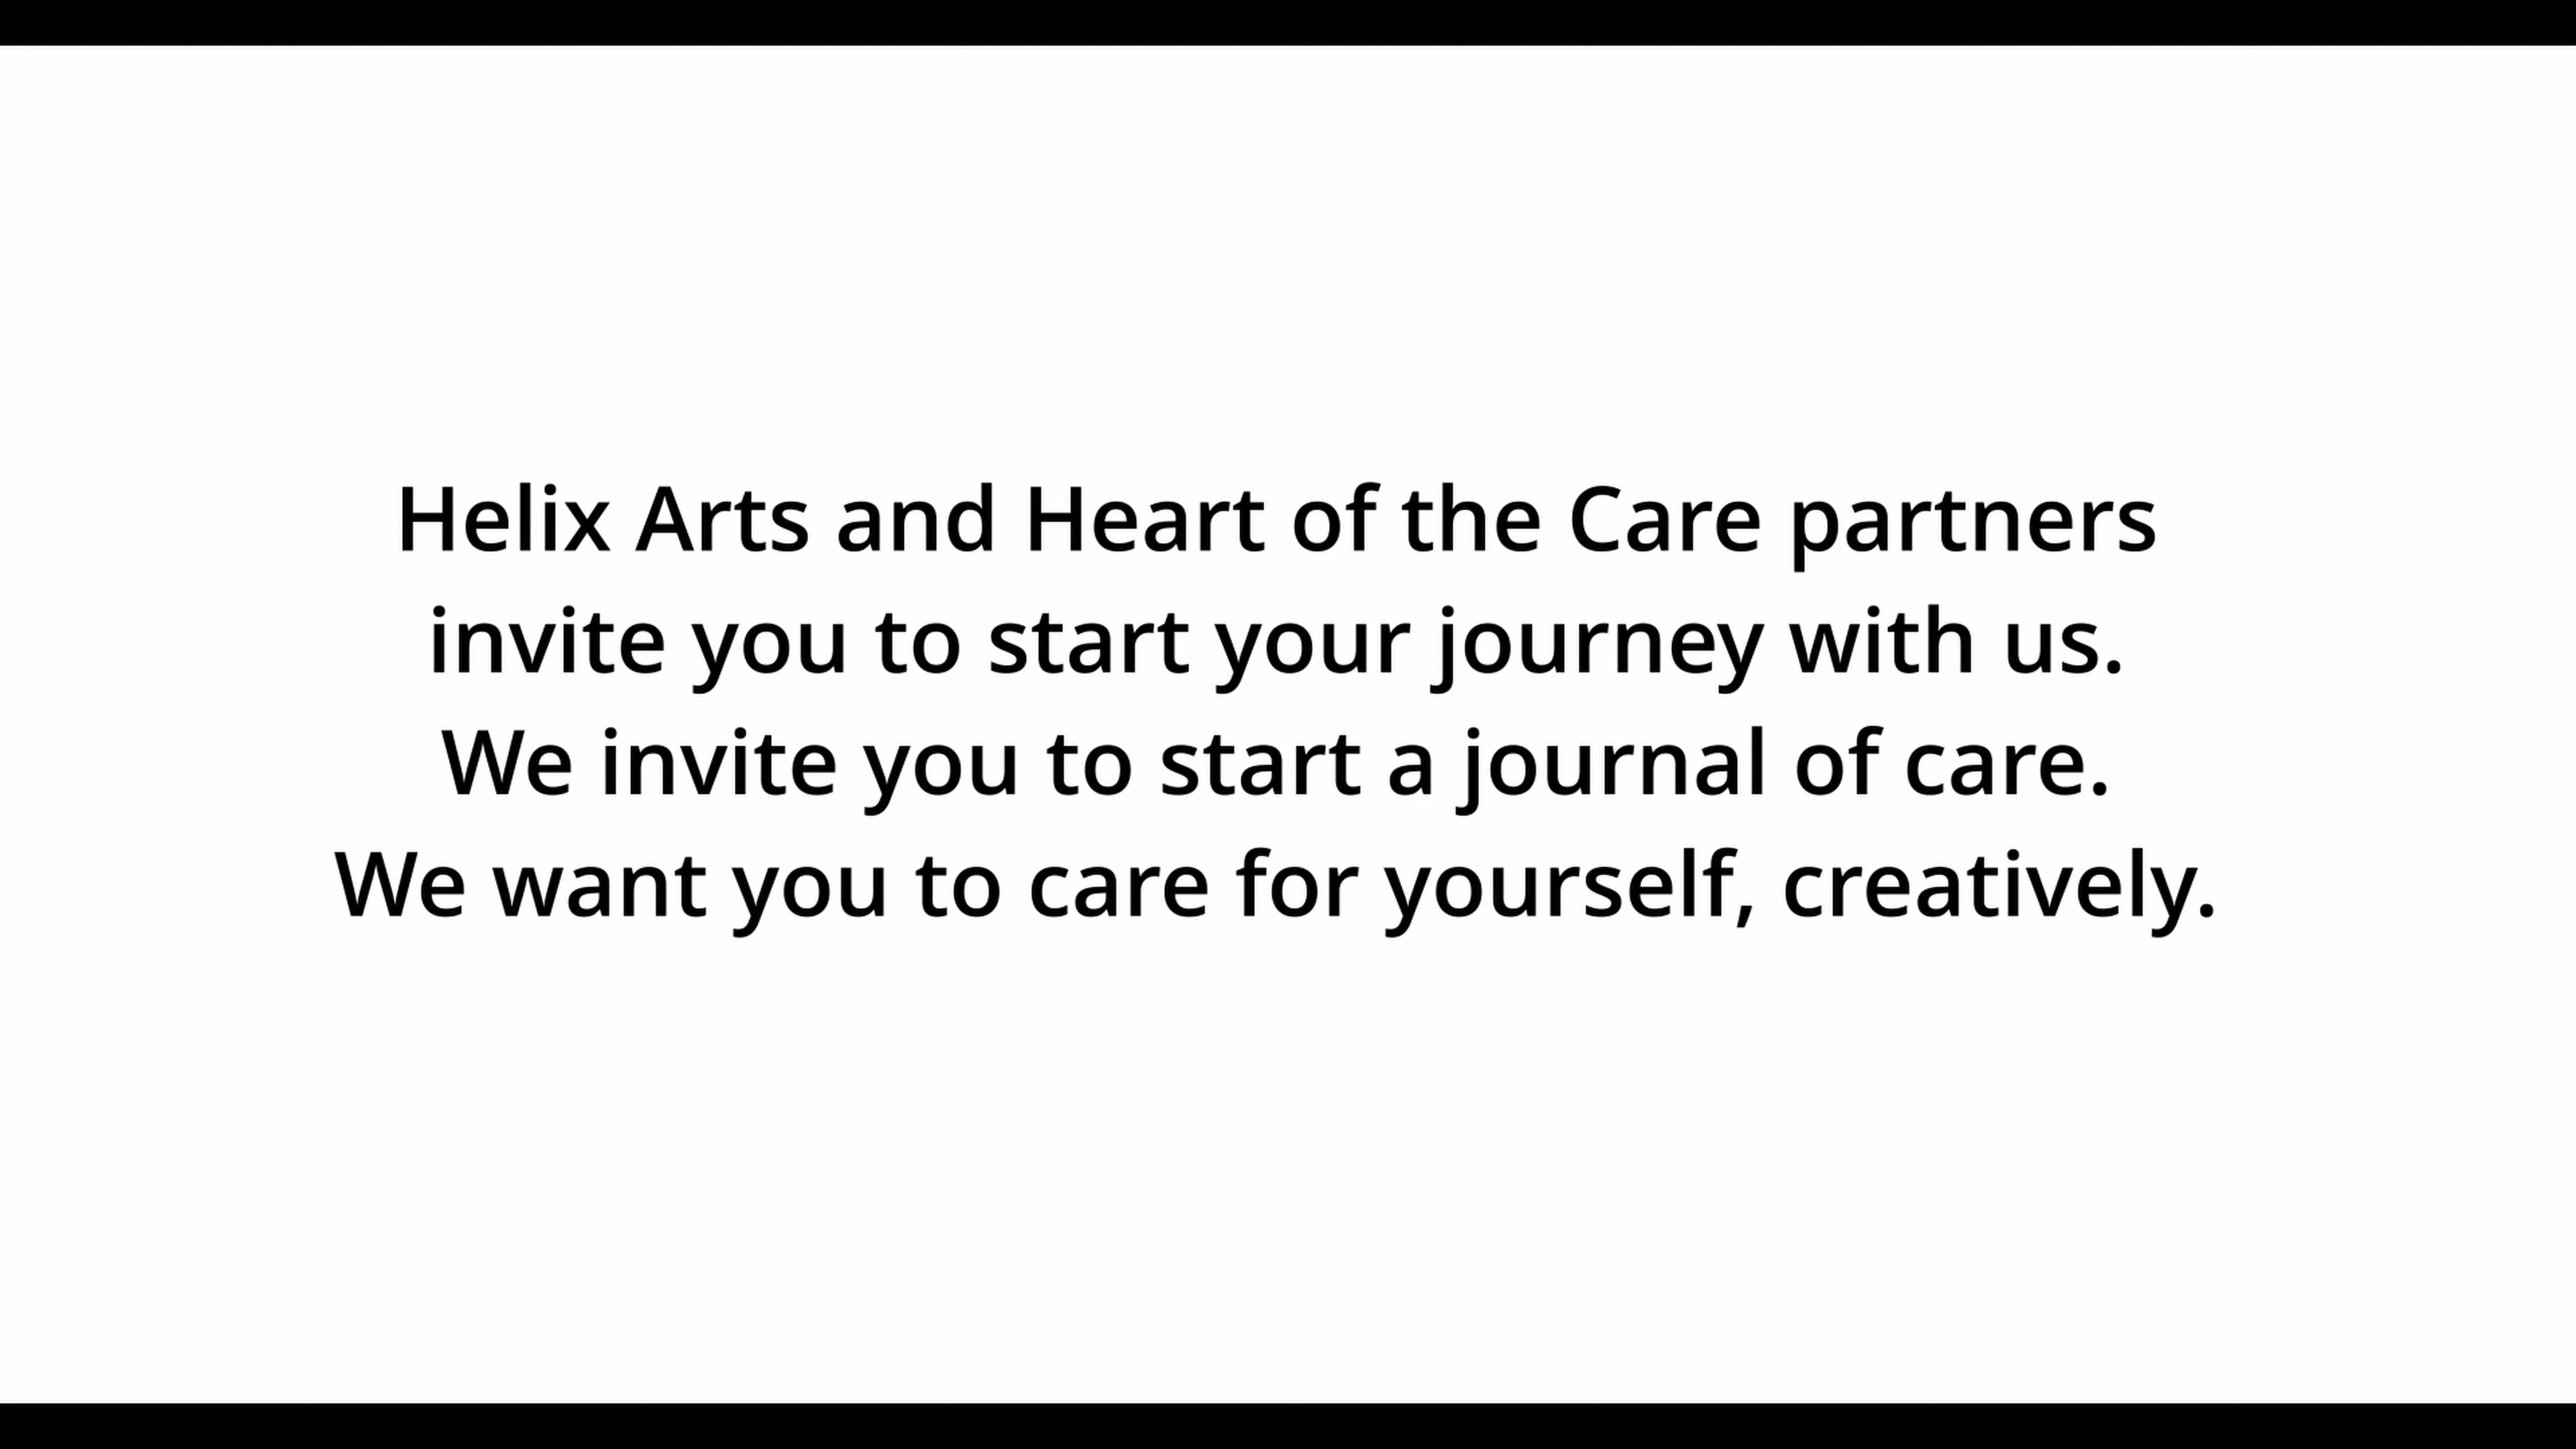 Helix Arts and Heart of the Care partners
invite you to start your journey with us.
We invite you to start a journal of care.
We want you to care for yourself, creatively.